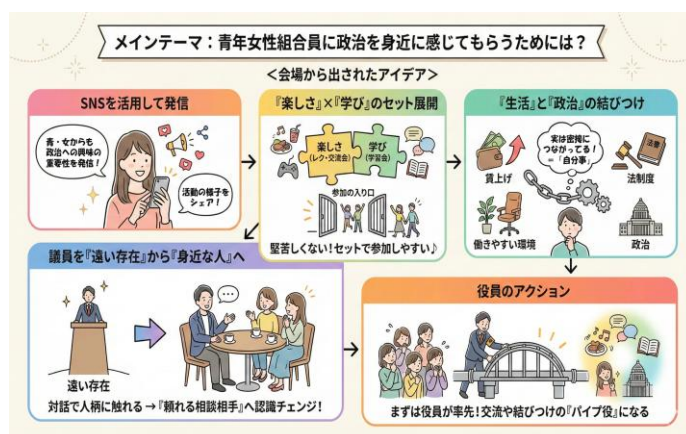 メインテーマ：青年女性組合員に政治を身近に感じてもらうためには？
＜会場から出されたアイデア＞
SNSを活用して発信
青・女からも
政治への興味の
重要性を発信！
活動の様子を
シェア！
『楽しさ』×『学び』のセット展開
楽しさ
（レク・交流会）
学び
（学習会）
参加の入り口
堅苦しくない！セットで参加しやすい♪
『生活』と『政治』の結びつけ
実は密接に
つながってる！
＝「自分事」
賃上げ
法律
法制度
働きやすい環境
政治
議員を『遠い存在』から『身近な人』へ
遠い存在
対話で人柄に触れる→『頼れる相談相手』へ認識チェンジ！
役員のアクション
まずは役員が率先！交流や結びつけの『パイプ役』になる